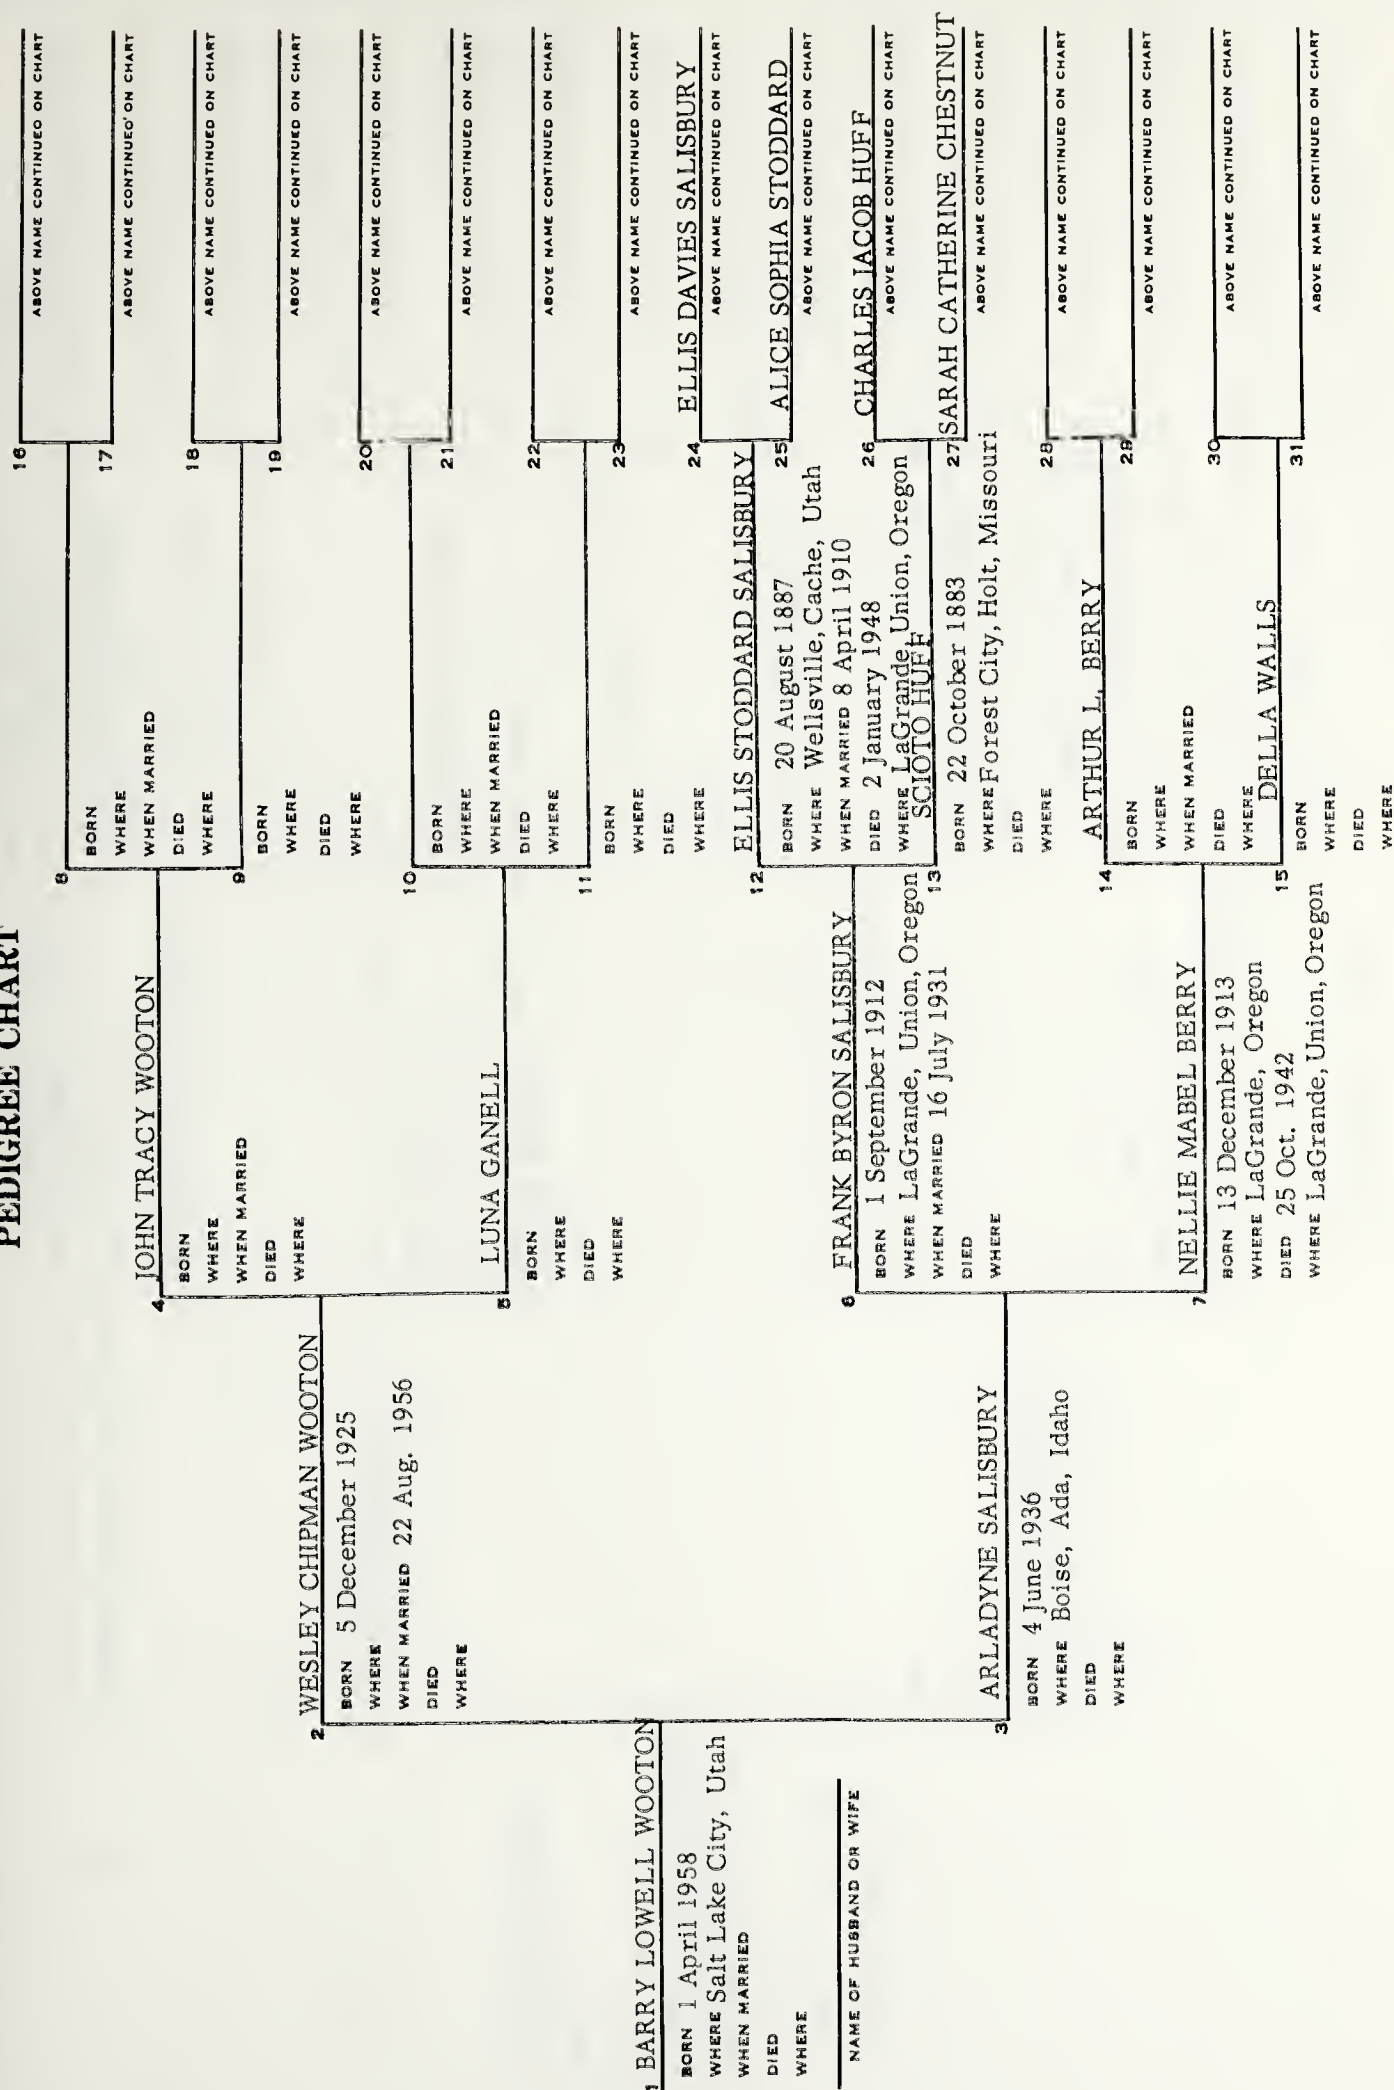 PEDIGREE CHART
1 BARRY LOWELL WOOTON
BORN 1 April 1958
WHERE Salt Lake City, Utah
WHEN MARRIED
DIED
WHERE
NAME OF HUSBAND OR WIFE
2 WESLEY CHIPMAN WOOTON
BORN 5 December 1925
WHERE
WHEN MARRIED 22 Aug. 1956
DIED
WHERE
3 ARLADYNE SALISBURY
BORN 4 June 1936
WHERE Boise, Ada, Idaho
DIED
WHERE
4 JOHN TRACY WOOTON
BORN
WHERE
WHEN MARRIED
DIED
WHERE
5 LUNA GANELL
BORN
WHERE
DIED
WHERE
6 FRANK BYRON SALISBURY
BORN 1 September 1912
WHERE LaGrande, Union, Oregon
WHEN MARRIED 16 July 1931
DIED
WHERE
7 NELLIE MABEL BERRY
BORN 13 December 1913
WHERE LaGrande, Oregon
DIED 25 Oct. 1942
WHERE LaGrande, Union, Oregon
8
BORN
WHERE
WHEN MARRIED
DIED
WHERE
9
BORN
WHERE
DIED
WHERE
10
BORN
WHERE
WHEN MARRIED
DIED
WHERE
11
BORN
WHERE
DIED
WHERE
12 ELLIS STODDARD SALISBURY
BORN 20 August 1887
WHERE Wellsville, Cache, Utah
WHEN MARRIED 8 April 1910
DIED 2 January 1948
WHERE LaGrande, Union, Oregon
13 SCIOTO HUFF
BORN 22 October 1883
WHERE Forest City, Holt, Missouri
DIED
WHERE
14 ARTHUR L. BERRY
BORN
WHERE
WHEN MARRIED
DIED
WHERE
15 DELLA WALLS
BORN
WHERE
DIED
WHERE
16
ABOVE NAME CONTINUED ON CHART
17
ABOVE NAME CONTINUED ON CHART
18
ABOVE NAME CONTINUED ON CHART
19
ABOVE NAME CONTINUED ON CHART
20
ABOVE NAME CONTINUED ON CHART
21
ABOVE NAME CONTINUED ON CHART
22
ABOVE NAME CONTINUED ON CHART
23
ABOVE NAME CONTINUED ON CHART
24 ELLIS DAVIES SALISBURY
ABOVE NAME CONTINUED ON CHART
25 ALICE SOPHIA STODDARD
ABOVE NAME CONTINUED ON CHART
26 CHARLES JACOB HUFF
ABOVE NAME CONTINUED ON CHART
27 SARAH CATHERINE CHESTNUT
ABOVE NAME CONTINUED ON CHART
28
ABOVE NAME CONTINUED ON CHART
29
ABOVE NAME CONTINUED ON CHART
30
ABOVE NAME CONTINUED ON CHART
31
ABOVE NAME CONTINUED ON CHART